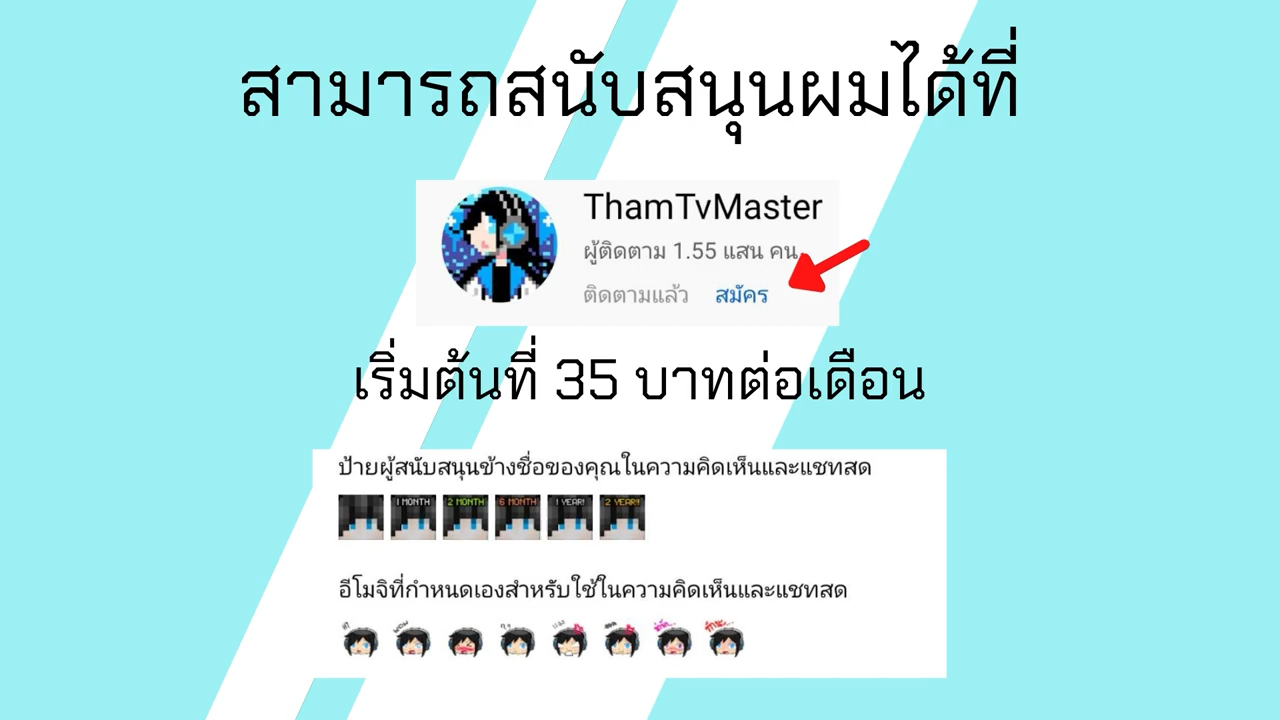 สามารถสนับสนุนผมได้ที่
ThamTvMaster
ผู้ติดตาม 1.55 แสน คน
ติดตามแล้ว สมัคร
เริ่มต้นที่ 35 บาทต่อเดือน
ป้ายผู้สนับสนุนข้างชื่อของคุณในความคิดเห็นและแชทสด
1 MONTH 2 MONTH 6 MONTH 1 YEAR! 2 YEAR!!
อีโมจิที่กำหนดเองสำหรับใช้ในความคิดเห็นและแชทสด